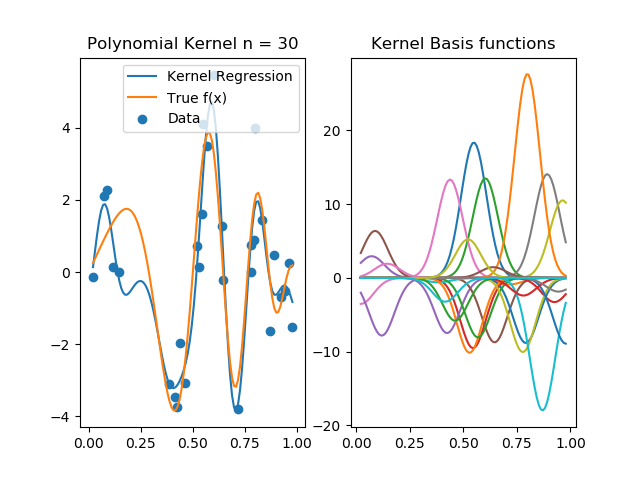 Polynomial Kernel n = 30
Kernel Regression
True f(x)
Data
4
2
0
−2
−4
0.00 0.25 0.50 0.75 1.00
Kernel Basis functions
20
10
0
−10
−20
0.00 0.25 0.50 0.75 1.00